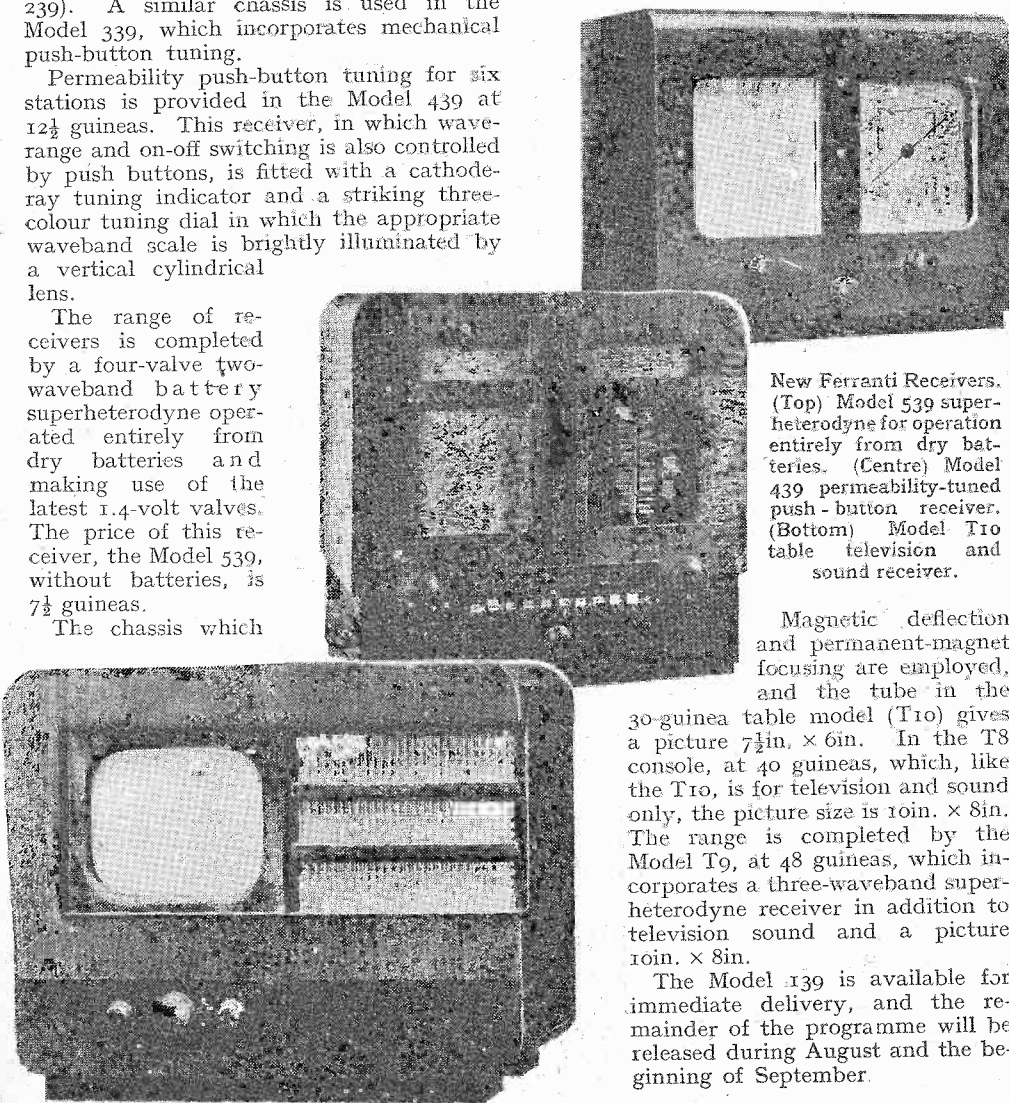 239). A similar chassis is used in the
Model 339, which incorporates mechanical
push-button tuning.
Permeability push-button tuning for six
stations is provided in the Model 439 at
12½ guineas. This receiver, in which wave-
range and on-off switching is also controlled
by push buttons, is fitted with a cathode-
ray tuning indicator and a striking three-
colour tuning dial in which the appropriate
waveband scale is brightly illuminated by
a vertical cylindrical
lens.
The range of re-
ceivers is completed
by a four-valve two-
waveband battery
superheterodyne oper-
ated entirely from
dry batteries and
making use of the
latest 1.4-volt valves.
The price of this re-
ceiver, the Model 539,
without batteries, is
7½ guineas.
The chassis which
New Ferranti Receivers.
(Top) Model 539 super-
heterodyne for operation
entirely from dry bat-
teries. (Centre) Model
439 permeability-tuned
push-button receiver.
(Bottom) Model T10
table television and
sound receiver.
Magnetic deflection
and permanent-magnet
focusing are employed,
and the tube in the
30-guinea table model (T10) gives
a picture 7½in. × 6in. In the T8
console, at 40 guineas, which, like
the T10, is for television and sound
only, the picture size is 10in. × 8in.
The range is completed by the
Model T9, at 48 guineas, which in-
corporates a three-waveband super-
heterodyne receiver in addition to
television sound and a picture
10in. × 8in.
The Model 139 is available for
immediate delivery, and the re-
mainder of the programme will be
released during August and the be-
ginning of September.